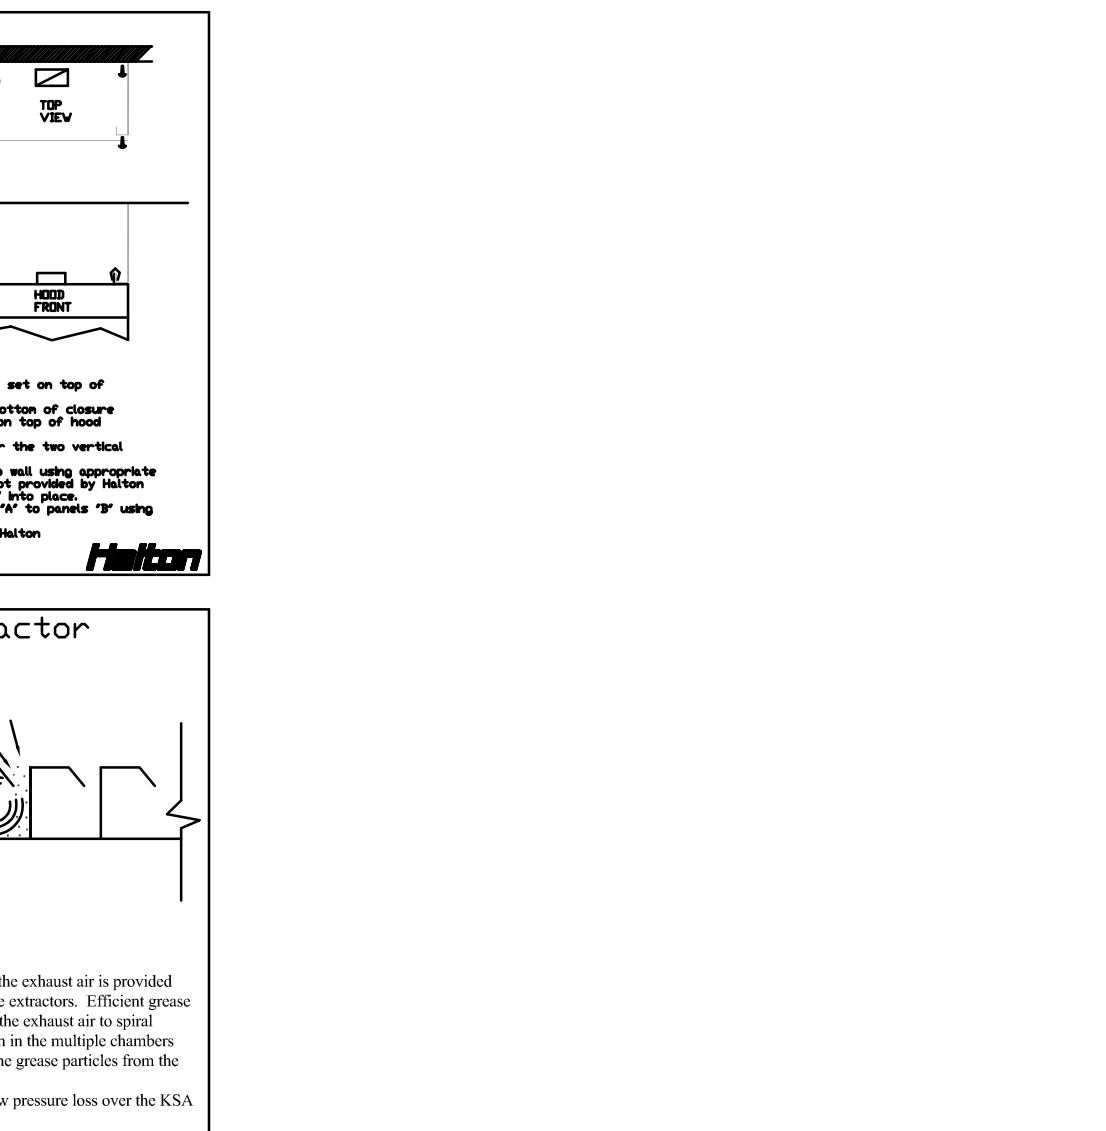 TOP
VIEW
HOOD
FRONT
set on top of
ottom of closure
on top of hood
r the two vertical
o wall using appropriate
ot provided by Halton
" into place.
"A" to panels "B" using
Halton
Halton
actor
the exhaust air is provided
e extractors.  Efficient grease
the exhaust air to spiral
n in the multiple chambers
he grease particles from the
w pressure loss over the KSA